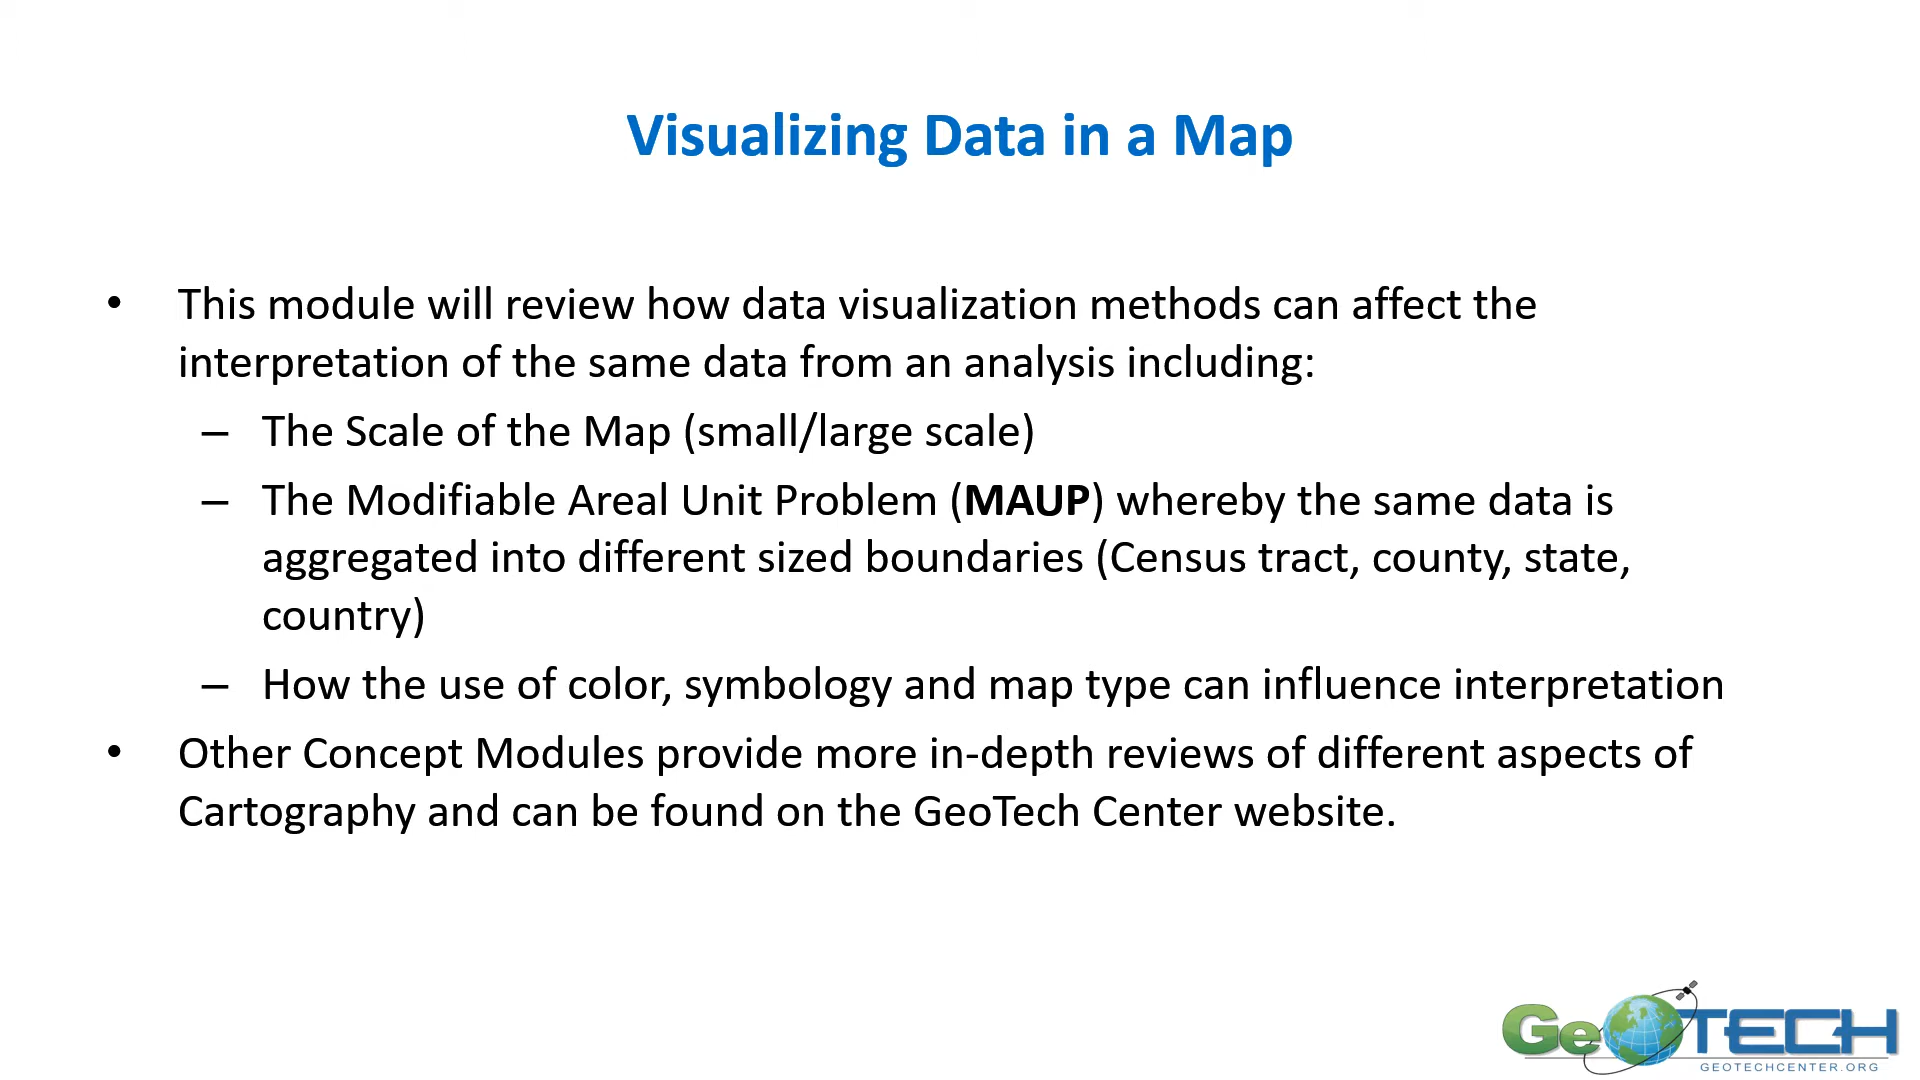 Visualizing Data in a Map
• This module will review how data visualization methods can affect the
interpretation of the same data from an analysis including:
– The Scale of the Map (small/large scale)
– The Modifiable Areal Unit Problem (MAUP) whereby the same data is
aggregated into different sized boundaries (Census tract, county, state,
country)
– How the use of color, symbology and map type can influence interpretation
• Other Concept Modules provide more in-depth reviews of different aspects of
Cartography and can be found on the GeoTech Center website.
GeOTECH
GEOTECHCENTER.ORG